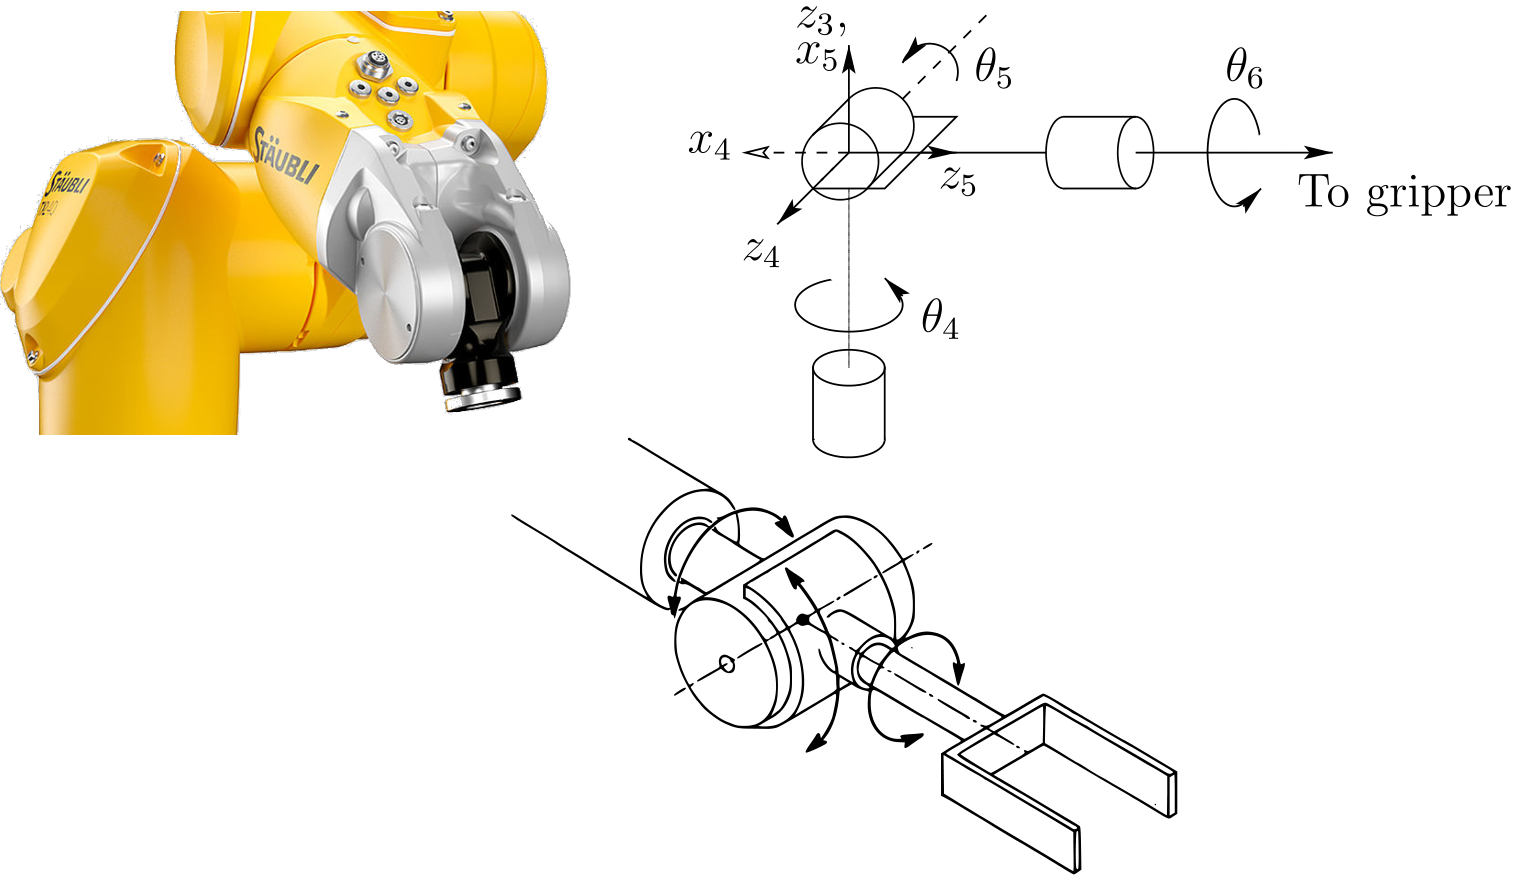 STÄUBLI
STÄUBLI
z₃,
x₅
θ₅
θ₆
x₄
z₅
To gripper
z₄
θ₄